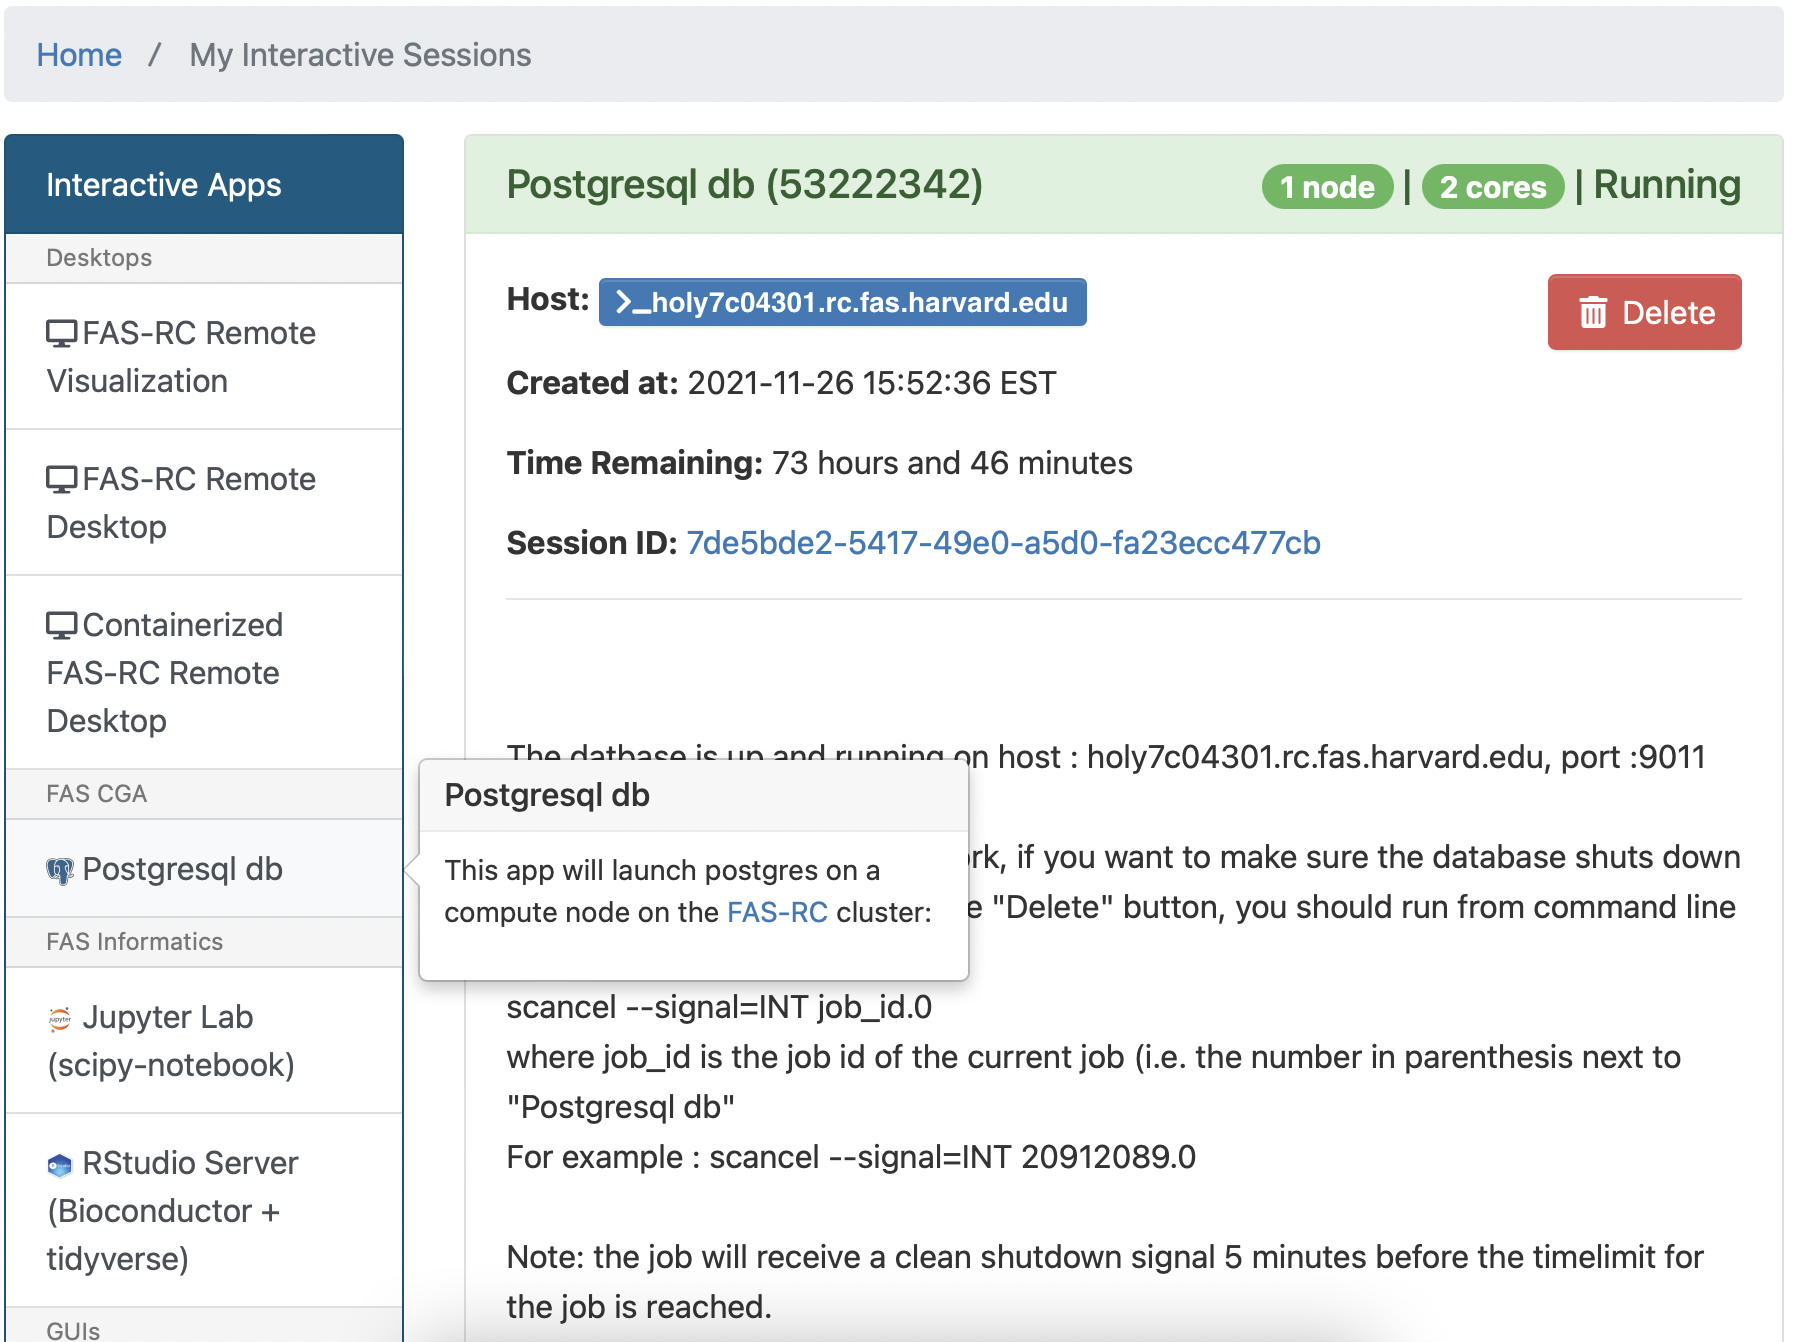 Home / My Interactive Sessions
Interactive Apps
Desktops
FAS-RC Remote
Visualization
FAS-RC Remote
Desktop
Containerized
FAS-RC Remote
Desktop
FAS CGA
Postgresql db
FAS Informatics
Jupyter Lab
(scipy-notebook)
RStudio Server
(Bioconductor +
tidyverse)
GUIs
Postgresql db (53222342)
1 node | 2 cores | Running
Host: >_holy7c04301.rc.fas.harvard.edu
Delete
Created at: 2021-11-26 15:52:36 EST
Time Remaining: 73 hours and 46 minutes
Session ID: 7de5bde2-5417-49e0-a5d0-fa23ecc477cb
The datbase is up and running on host : holy7c04301.rc.fas.harvard.edu, port :9011
Postgresql db
This app will launch postgres on a
compute node on the FAS-RC cluster:
rk, if you want to make sure the database shuts down
e "Delete" button, you should run from command line
scancel --signal=INT job_id.0
where job_id is the job id of the current job (i.e. the number in parenthesis next to
"Postgresql db"
For example : scancel --signal=INT 20912089.0
Note: the job will receive a clean shutdown signal 5 minutes before the timelimit for
the job is reached.